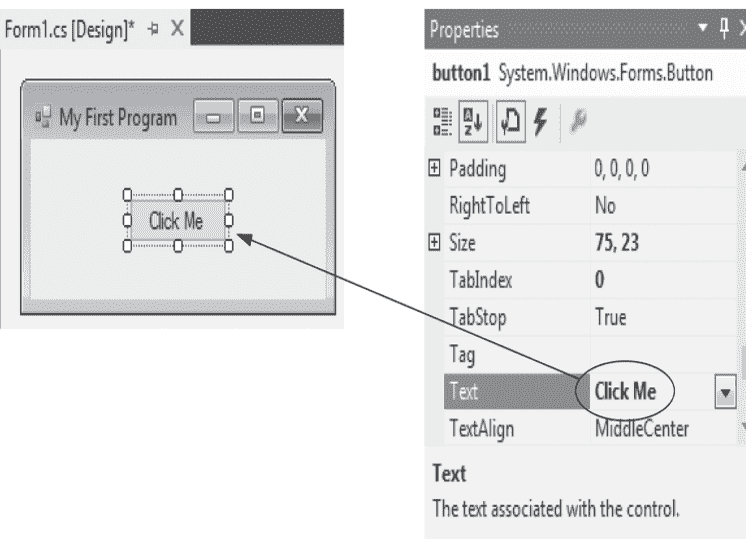 Form1.cs [Design]*
My First Program
Click Me
Properties
button1 System.Windows.Forms.Button
Padding 0, 0, 0, 0
RightToLeft No
Size 75, 23
TabIndex 0
TabStop True
Tag
Text Click Me
TextAlign MiddleCenter
Text
The text associated with the control.